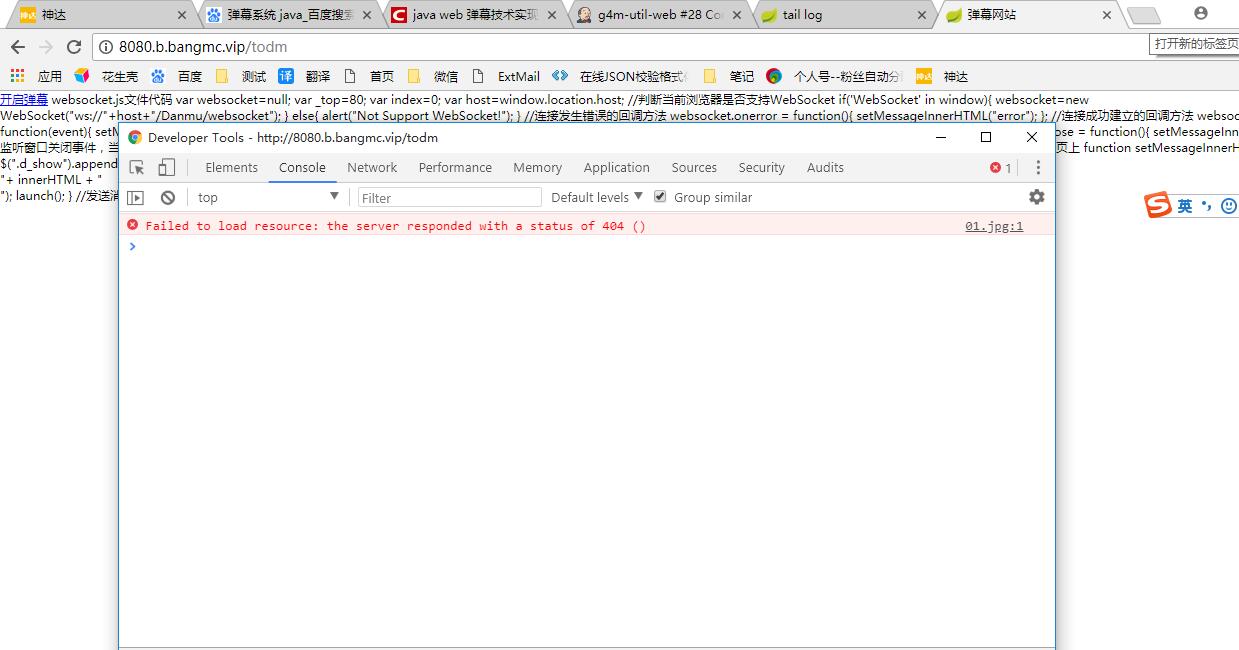 神达 弹幕系统 java_百度搜索 java web 弹幕技术实现 g4m-util-web #28 Co tail log 弹幕网站
8080.b.bangmc.vip/todm
打开新的标签页
应用 花生壳 百度 测试 翻译 首页 微信 ExtMail 在线JSON校验格式化 笔记 个人号--粉丝自动分 神达
开启弹幕 websocket.js文件代码 var websocket=null; var _top=80; var index=0; var host=window.location.host; //判断当前浏览器是否支持WebSocket if('WebSocket' in window){ websocket=new
WebSocket("ws://"+host+"/Danmu/websocket"); } else{ alert("Not Support WebSocket!"); } //连接发生错误的回调方法 websocket.onerror = function(){ setMessageInnerHTML("error"); }; //连接成功建立的回调方法 websoc
function(event){ setM ose = function(){ setMessageInn
监听窗口关闭事件，当 页上 function setMessageInnerH
$(".d_show").append
"+ innerHTML + "
"); launch(); } //发送消
Developer Tools - http://8080.b.bangmc.vip/todm
Elements Console Network Performance Memory Application Sources Security Audits 1
top Filter Default levels Group similar
Failed to load resource: the server responded with a status of 404 () 01.jpg:1
英